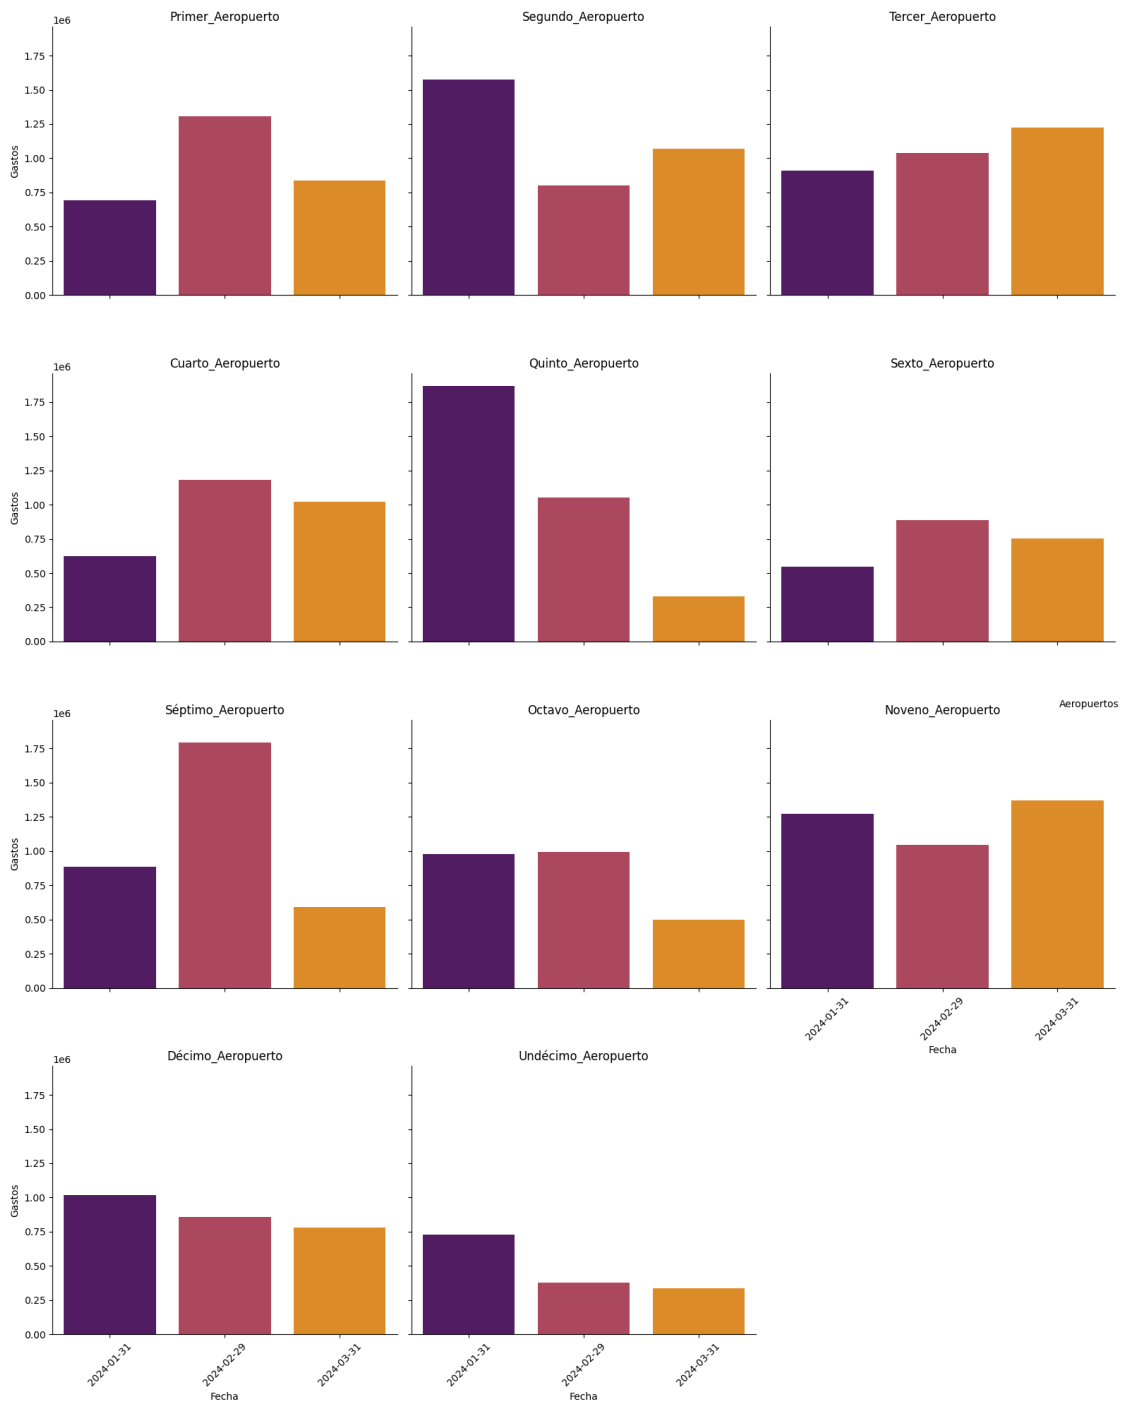 1e6
Primer_Aeropuerto
Segundo_Aeropuerto
Tercer_Aeropuerto
1.75
1.50
1.25
1.00
0.75
0.50
0.25
0.00
Gastos
1e6
Cuarto_Aeropuerto
Quinto_Aeropuerto
Sexto_Aeropuerto
1.75
1.50
1.25
1.00
0.75
0.50
0.25
0.00
Gastos
Aeropuertos
1e6
Séptimo_Aeropuerto
Octavo_Aeropuerto
Noveno_Aeropuerto
1.75
1.50
1.25
1.00
0.75
0.50
0.25
0.00
Gastos
2024-01-31
2024-02-29
2024-03-31
Fecha
1e6
Décimo_Aeropuerto
Undécimo_Aeropuerto
1.75
1.50
1.25
1.00
0.75
0.50
0.25
0.00
Gastos
2024-01-31
2024-02-29
2024-03-31
Fecha
2024-01-31
2024-02-29
2024-03-31
Fecha